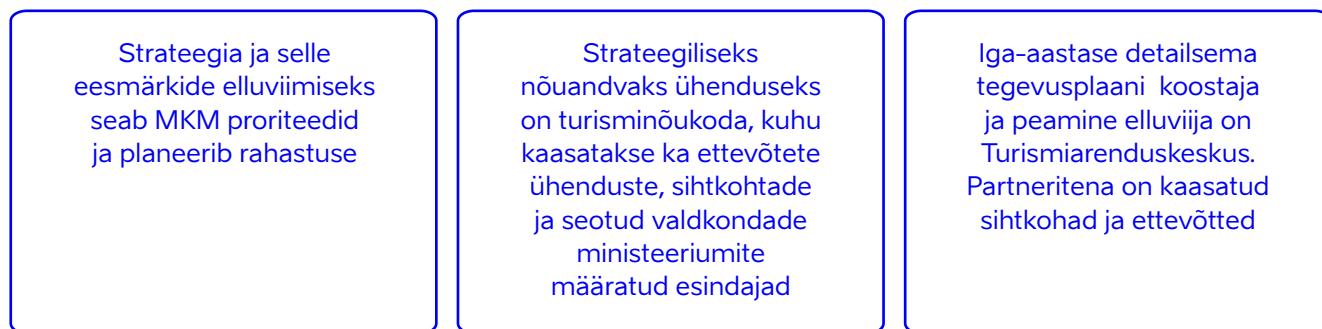 Strateegia ja selle
eesmärkide elluviimiseks
seab MKM proriteedid
ja planeerib rahastuse
Strateegiliseks
nõuandvaks ühenduseks
on turisminõukoda, kuhu
kaasatakse ka ettevõtete
ühenduste, sihtkohtade
ja seotud valdkondade
ministeeriumite
määratud esindajad
Iga-aastase detailsema
tegevusplaani koostaja
ja peamine elluviija on
Turismiarenduskeskus.
Partneritena on kaasatud
sihtkohad ja ettevõtted